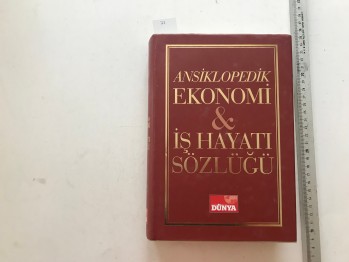 ANSİKLOPEDİK
EKONOMİ
&
İŞ HAYATI
SÖZLÜĞÜ
DÜNYA